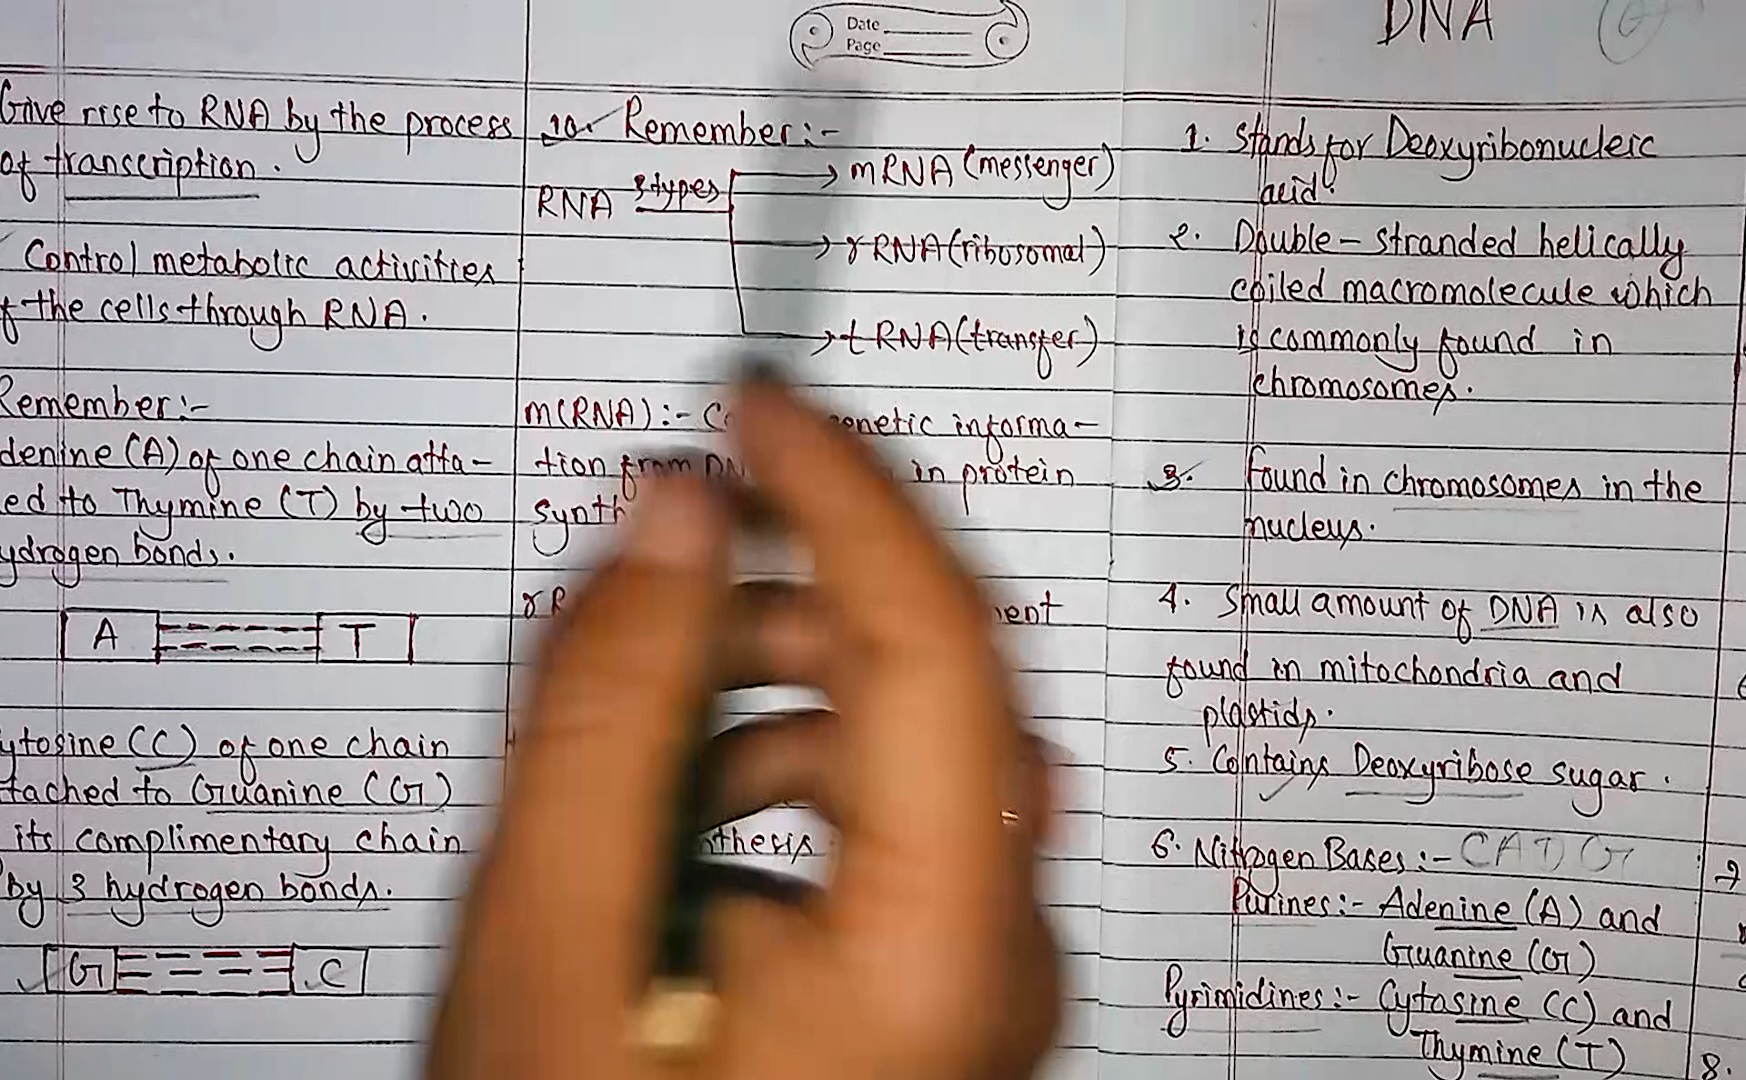 Date
Page
Give rise to RNA by the process
of transcription.
Control metabolic activities
the cells through RNA.
Remember:-
denine (A) of one chain atta-
ed to Thymine (T) by two
ydrogen bonds.
A T
ytosine (C) of one chain
tached to Guanine (G)
its complimentary chain
by 3 hydrogen bonds.
G C
10. Remember:-
RNA 3 types
mRNA (messenger)
rRNA (ribosomal)
tRNA (transfer)
m(RNA):- informa-
tion from in protein
nthesis
DNA
1. Stands for Deoxyribonucleic
acid.
2. Double-stranded helically
coiled macromolecule which
is commonly found in
chromosomes.
3. Found in chromosomes in the
nucleus.
4. Small amount of DNA is also
found in mitochondria and
plastids.
5. Contains Deoxyribose sugar.
6. Nitrogen Bases:- CATG
Purines:- Adenine (A) and
Guanine (G)
Pyrimidines:- Cytosine (C) and
Thymine (T)
8.